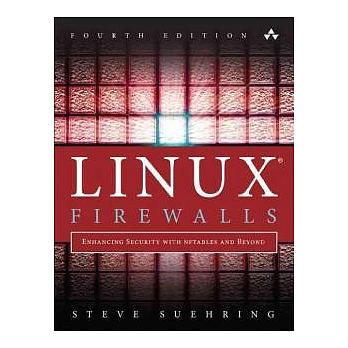 FOURTH EDITION
LINUX®
FIREWALLS
ENHANCING SECURITY WITH NFTABLES AND BEYOND
STEVE SUEHRING